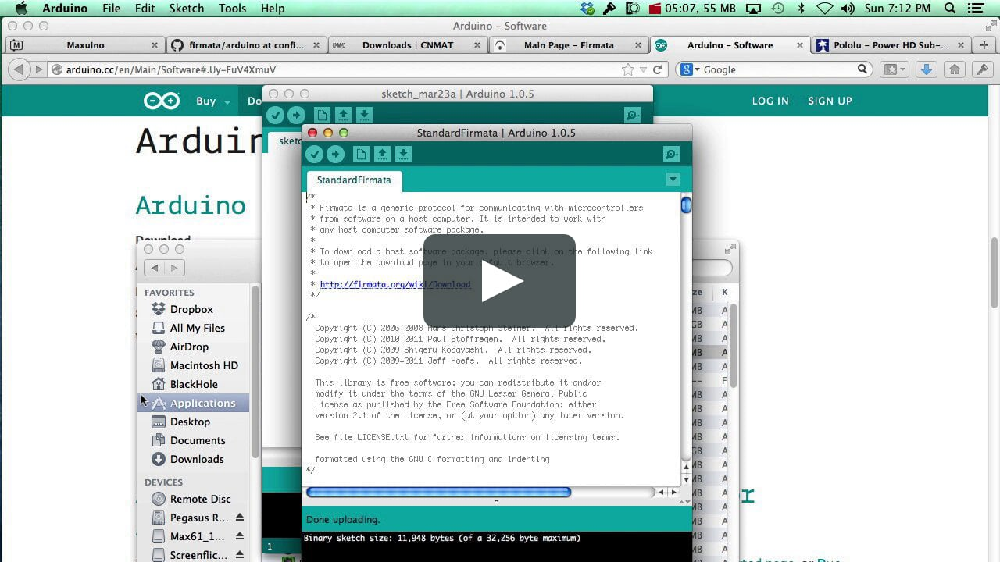 Arduino File Edit Sketch Tools Help 05:07, 55 MB Sun 7:12 PM
Arduino - Software
Maxuino
firmata/arduino at confi...
CNMAT Downloads | CNMAT
Main Page - Firmata
Arduino - Software
Pololu - Power HD Sub-...
arduino.cc/en/Main/Software#.Uy-FuV4XmuV
Google
Buy Do
LOG IN SIGN UP
sketch_mar23a | Arduino 1.0.5
sketc
Arduin
StandardFirmata | Arduino 1.0.5
StandardFirmata
Arduino
Download
/*
* Firmata is a generic protocol for communicating with microcontrollers
* from software on a host computer. It is intended to work with
* any host computer software package.
*
* To download a host software package, please clink on the following link
* to open the download page in your default browser.
*
* http://firmata.org/wiki/Download
*/
/*
Copyright (C) 2006-2008 Hans-Christoph Steiner. All rights reserved.
Copyright (C) 2010-2011 Paul Stoffregen. All rights reserved.
Copyright (C) 2009 Shigeru Kobayashi. All rights reserved.
Copyright (C) 2009-2011 Jeff Hoefs. All rights reserved.
This library is free software; you can redistribute it and/or
modify it under the terms of the GNU Lesser General Public
License as published by the Free Software Foundation; either
version 2.1 of the License, or (at your option) any later version.
See file LICENSE.txt for further informations on licensing terms.
formatted using the GNU C formatting and indenting
*/
Done uploading.
Binary sketch size: 11,948 bytes (of a 32,256 byte maximum)
1
FAVORITES
Dropbox
All My Files
AirDrop
Macintosh HD
BlackHole
Applications
Desktop
Documents
Downloads
DEVICES
Remote Disc
Pegasus R...
Max61_1...
Screenflic...
ze K
MB A
GB A
MB A
MB A
-- F
MB A
MB A
MB A
MB A
GB A
MB A
MB A
MB A
MB A
MB A
MB A
MB A
or